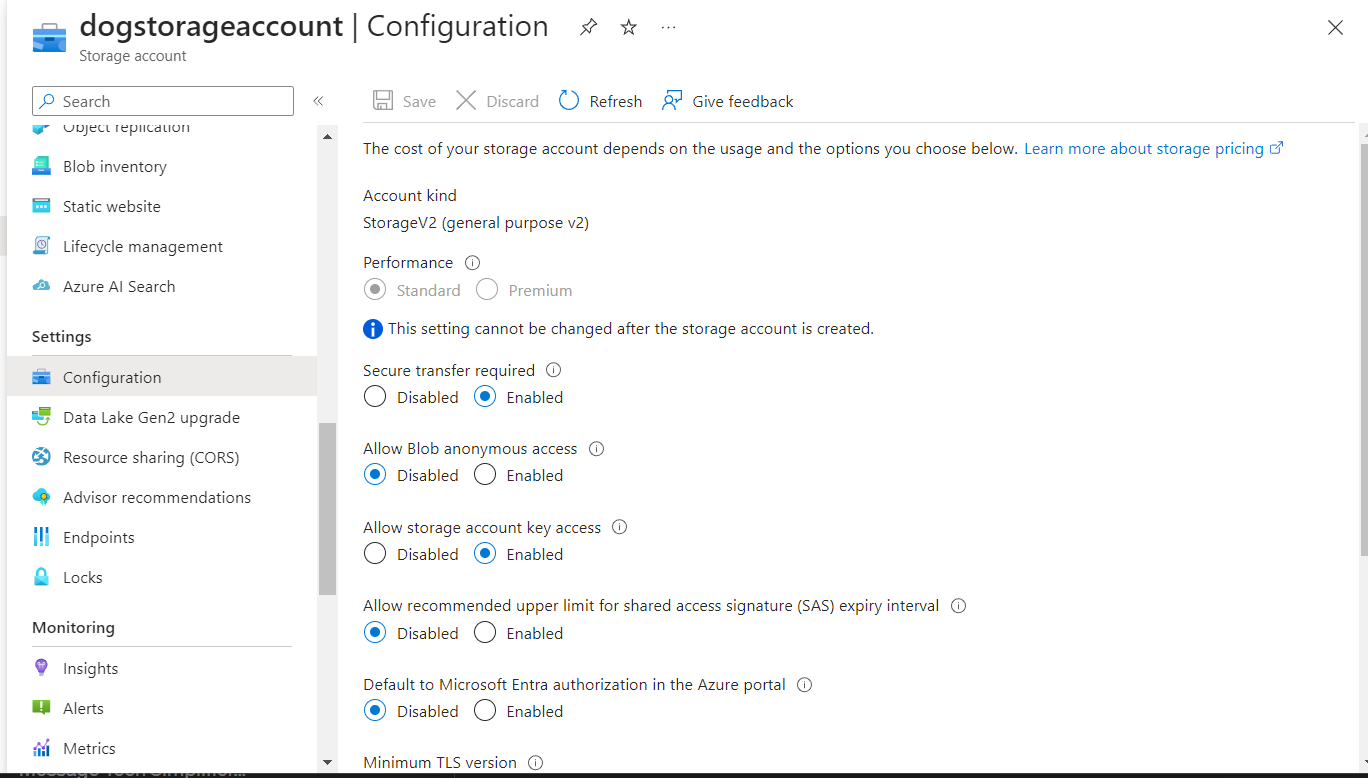 dogstorageaccount | Configuration
Storage account
Search
Object replication
Blob inventory
Static website
Lifecycle management
Azure AI Search
Settings
Configuration
Data Lake Gen2 upgrade
Resource sharing (CORS)
Advisor recommendations
Endpoints
Locks
Monitoring
Insights
Alerts
Metrics
Save Discard Refresh Give feedback
The cost of your storage account depends on the usage and the options you choose below. Learn more about storage pricing
Account kind
StorageV2 (general purpose v2)
Performance
Standard Premium
This setting cannot be changed after the storage account is created.
Secure transfer required
Disabled Enabled
Allow Blob anonymous access
Disabled Enabled
Allow storage account key access
Disabled Enabled
Allow recommended upper limit for shared access signature (SAS) expiry interval
Disabled Enabled
Default to Microsoft Entra authorization in the Azure portal
Disabled Enabled
Minimum TLS version